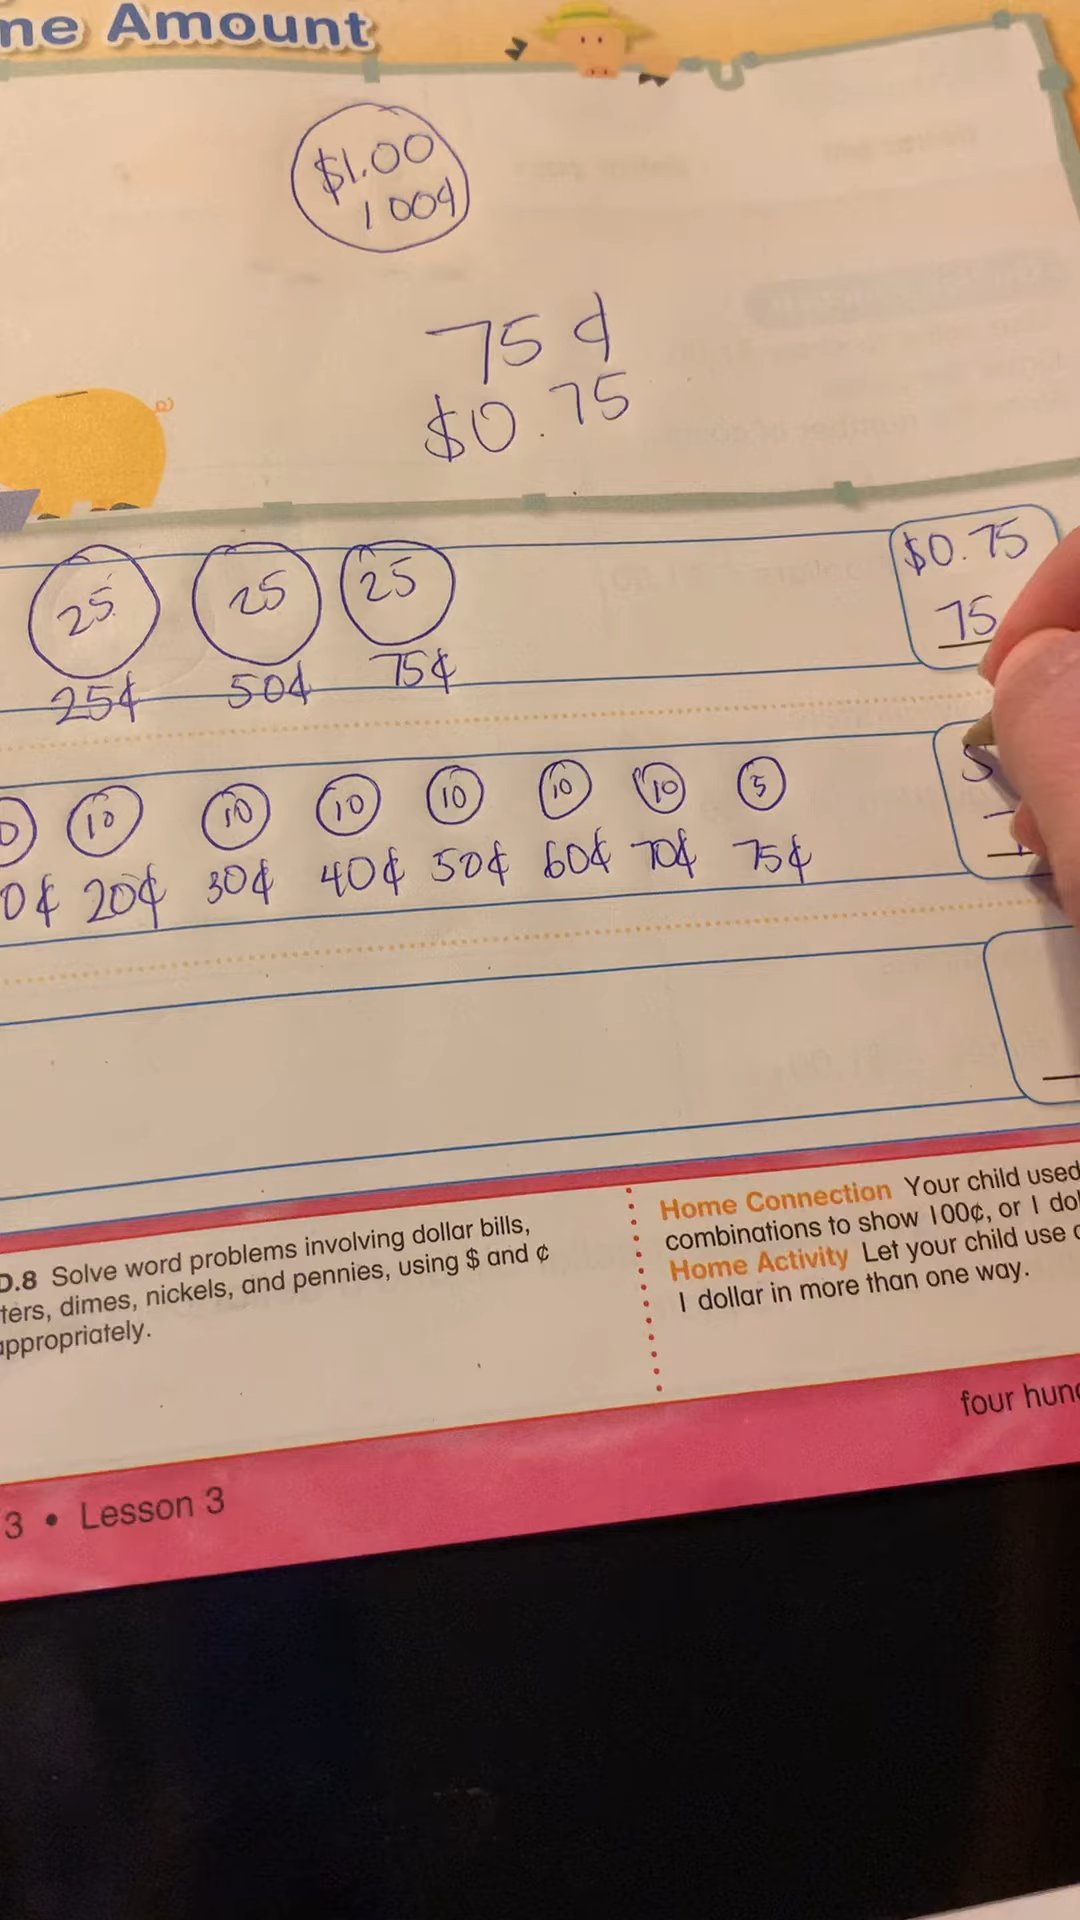 ne Amount
$1.00
100¢
75 ¢
$0.75
25 25 25
25¢ 50¢ 75¢
$0.75
75
10 10 10 10 10 10 5
0¢ 20¢ 30¢ 40¢ 50¢ 60¢ 70¢ 75¢
D.8 Solve word problems involving dollar bills,
ters, dimes, nickels, and pennies, using $ and ¢
appropriately.
Home Connection Your child used
combinations to show 100¢, or 1 dol
Home Activity Let your child use
1 dollar in more than one way.
four hund
3 • Lesson 3